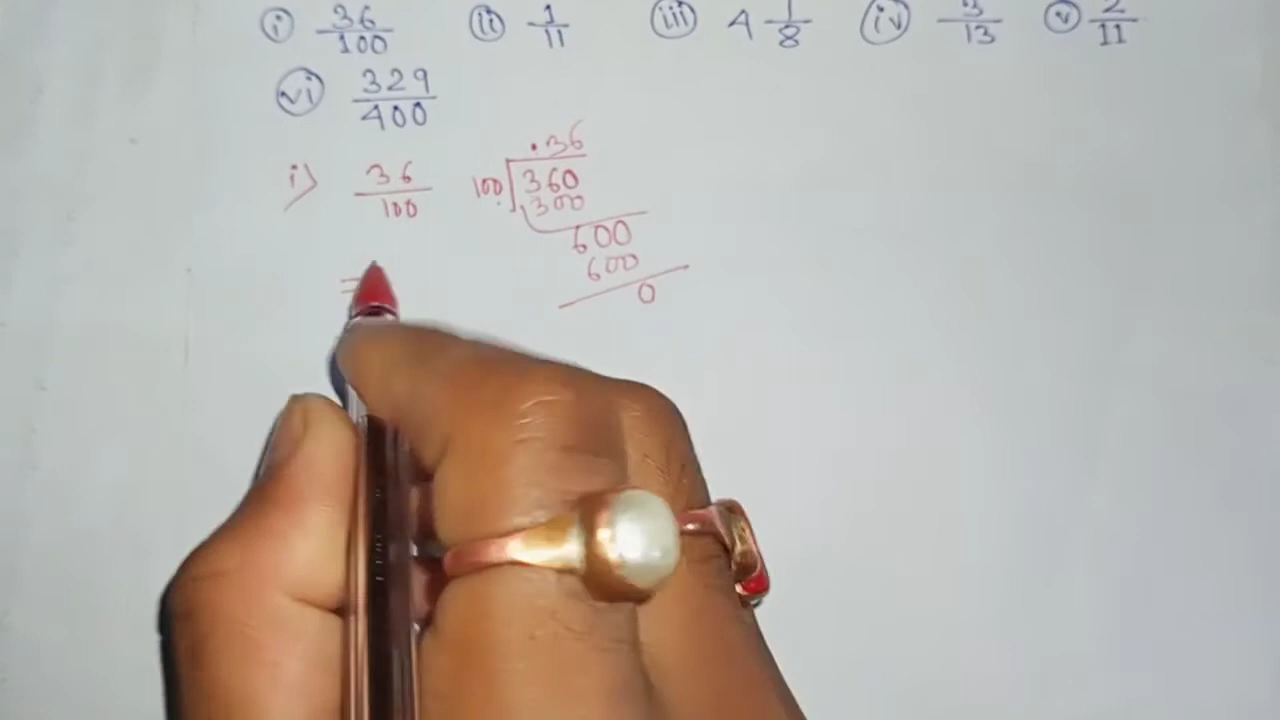 (i) 36/100 (ii) 1/11 (iii) 4 1/8 (iv) 3/13 (v) 2/11
(vi) 329/400
i) 36/100
.36
100 360
300
600
600
0
=